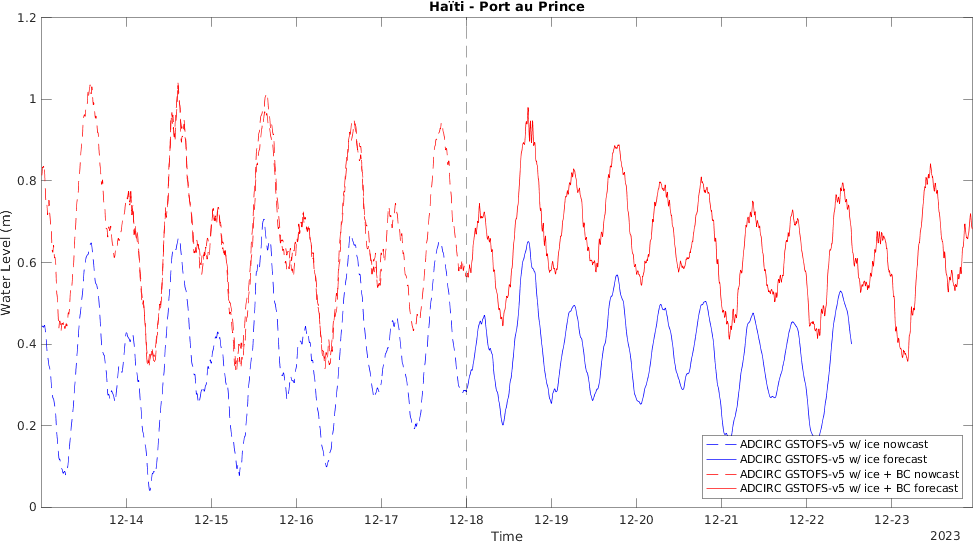 Haïti - Port au Prince
Water Level (m)
1.2
1
0.8
0.6
0.4
0.2
0
ADCIRC GSTOFS-v5 w/ ice nowcast
ADCIRC GSTOFS-v5 w/ ice forecast
ADCIRC GSTOFS-v5 w/ ice + BC nowcast
ADCIRC GSTOFS-v5 w/ ice + BC forecast
12-14 12-15 12-16 12-17 12-18 12-19 12-20 12-21 12-22 12-23
Time
2023